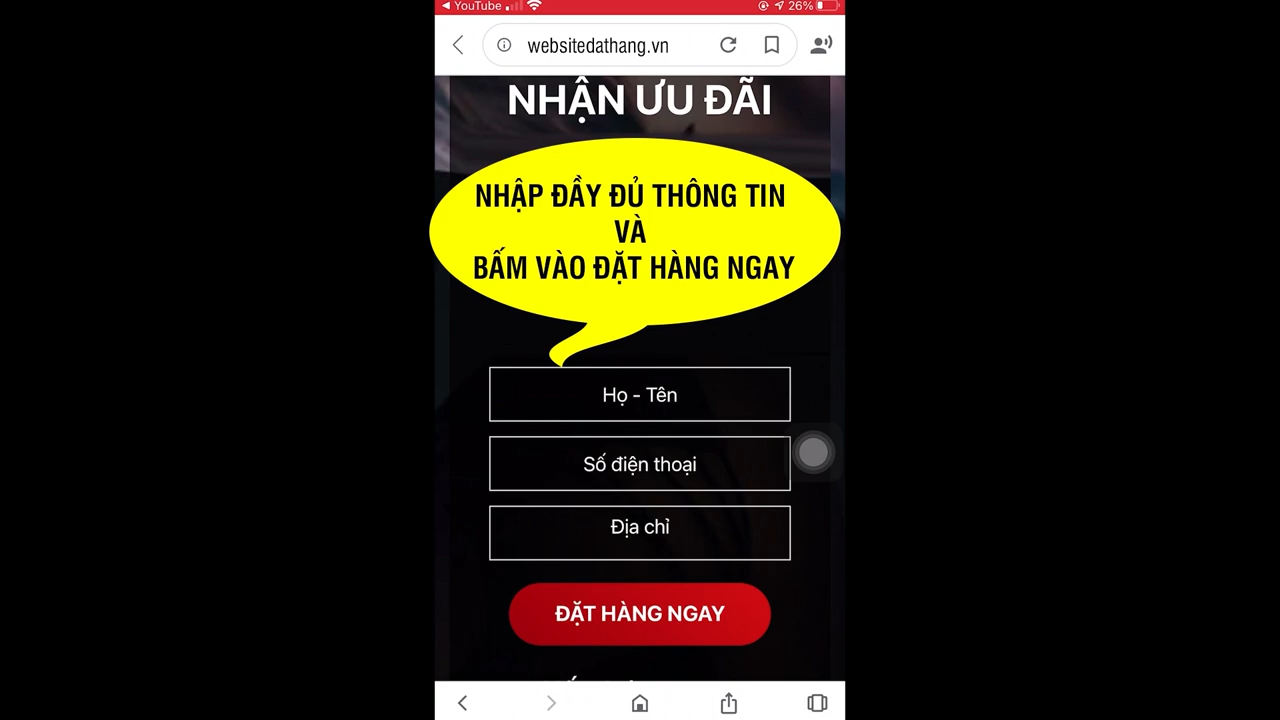 YouTube 26%
websitedathang.vn
NHẬN ƯU ĐÃI
NHẬP ĐẦY ĐỦ THÔNG TIN
VÀ
BẤM VÀO ĐẶT HÀNG NGAY
Họ - Tên
Số điện thoại
Địa chỉ
ĐẶT HÀNG NGAY